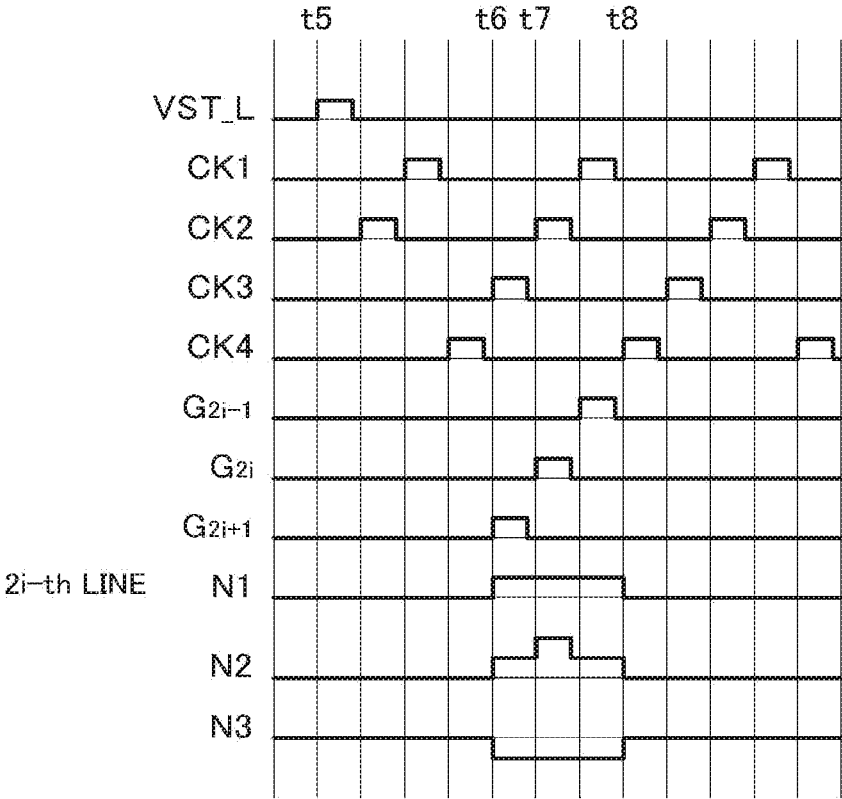 t5 t6 t7 t8
VST_L
CK1
CK2
CK3
CK4
G2i-1
G2i
G2i+1
2i-th LINE N1
N2
N3